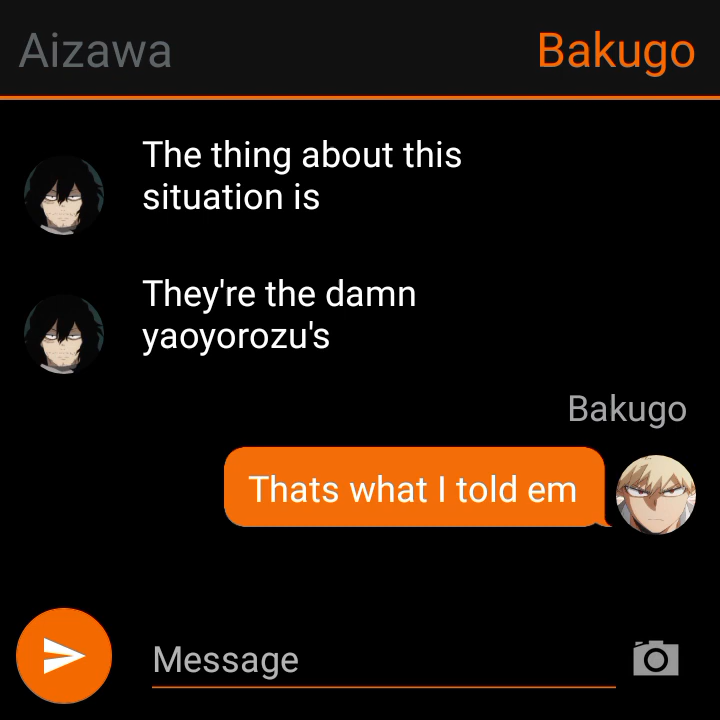 Aizawa
Bakugo
The thing about this
situation is
They're the damn
yaoyorozu's
Bakugo
Thats what I told em
Message